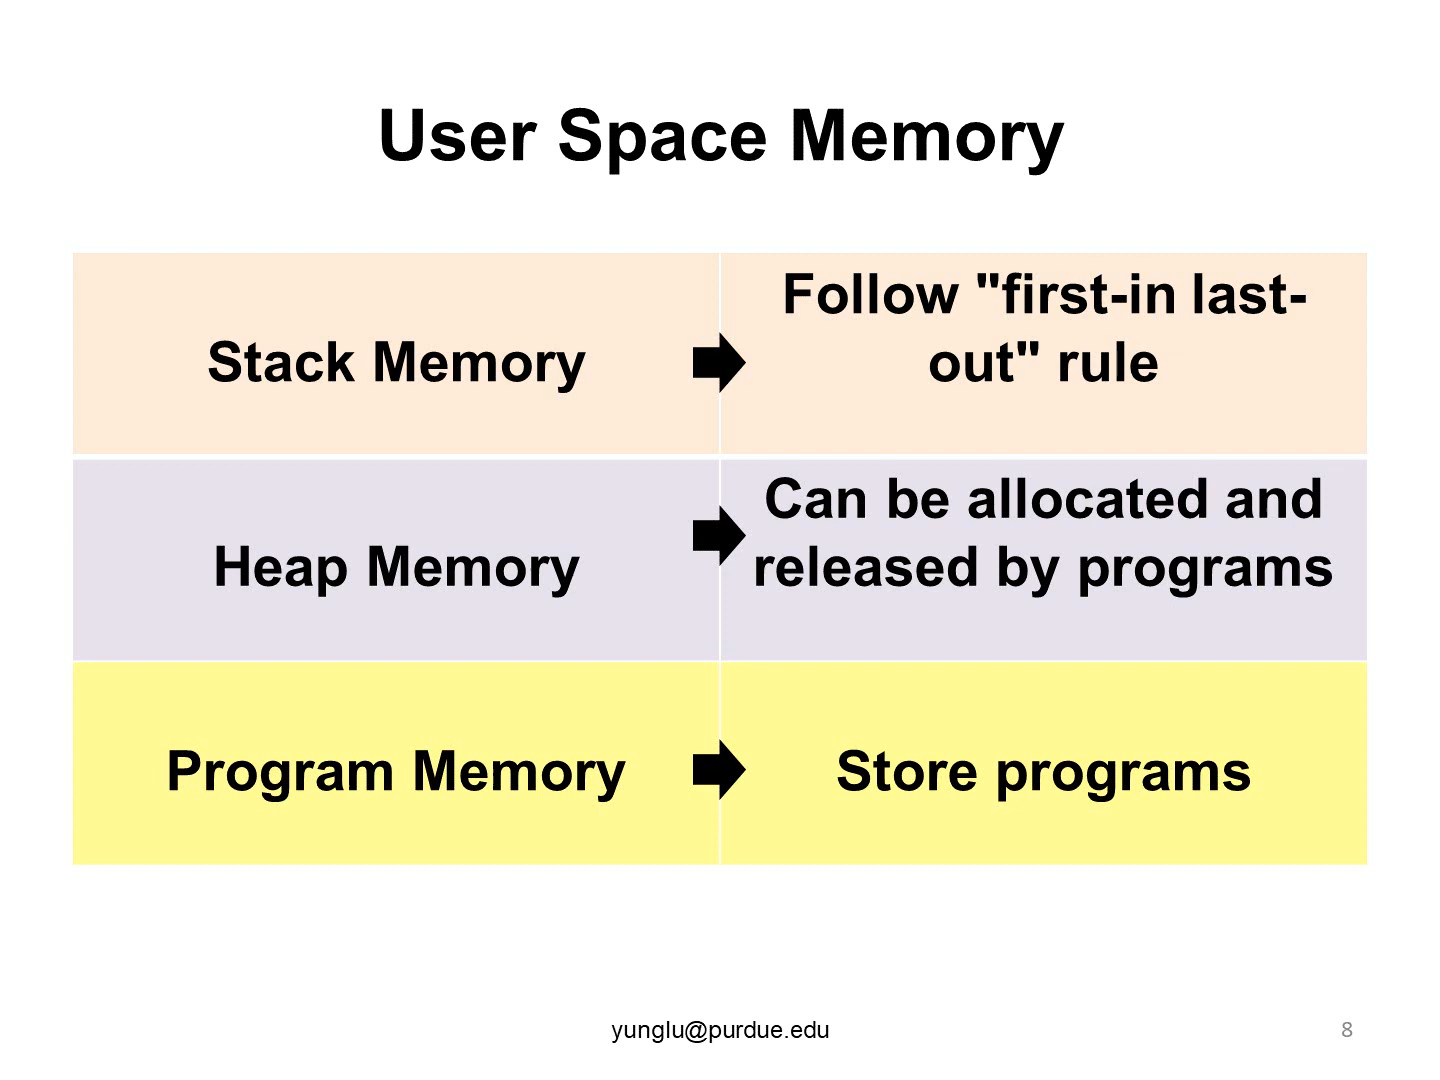 User Space Memory
Stack Memory
Follow "first-in last-
out" rule
Heap Memory
Can be allocated and
released by programs
Program Memory
Store programs
yunglu@purdue.edu
8